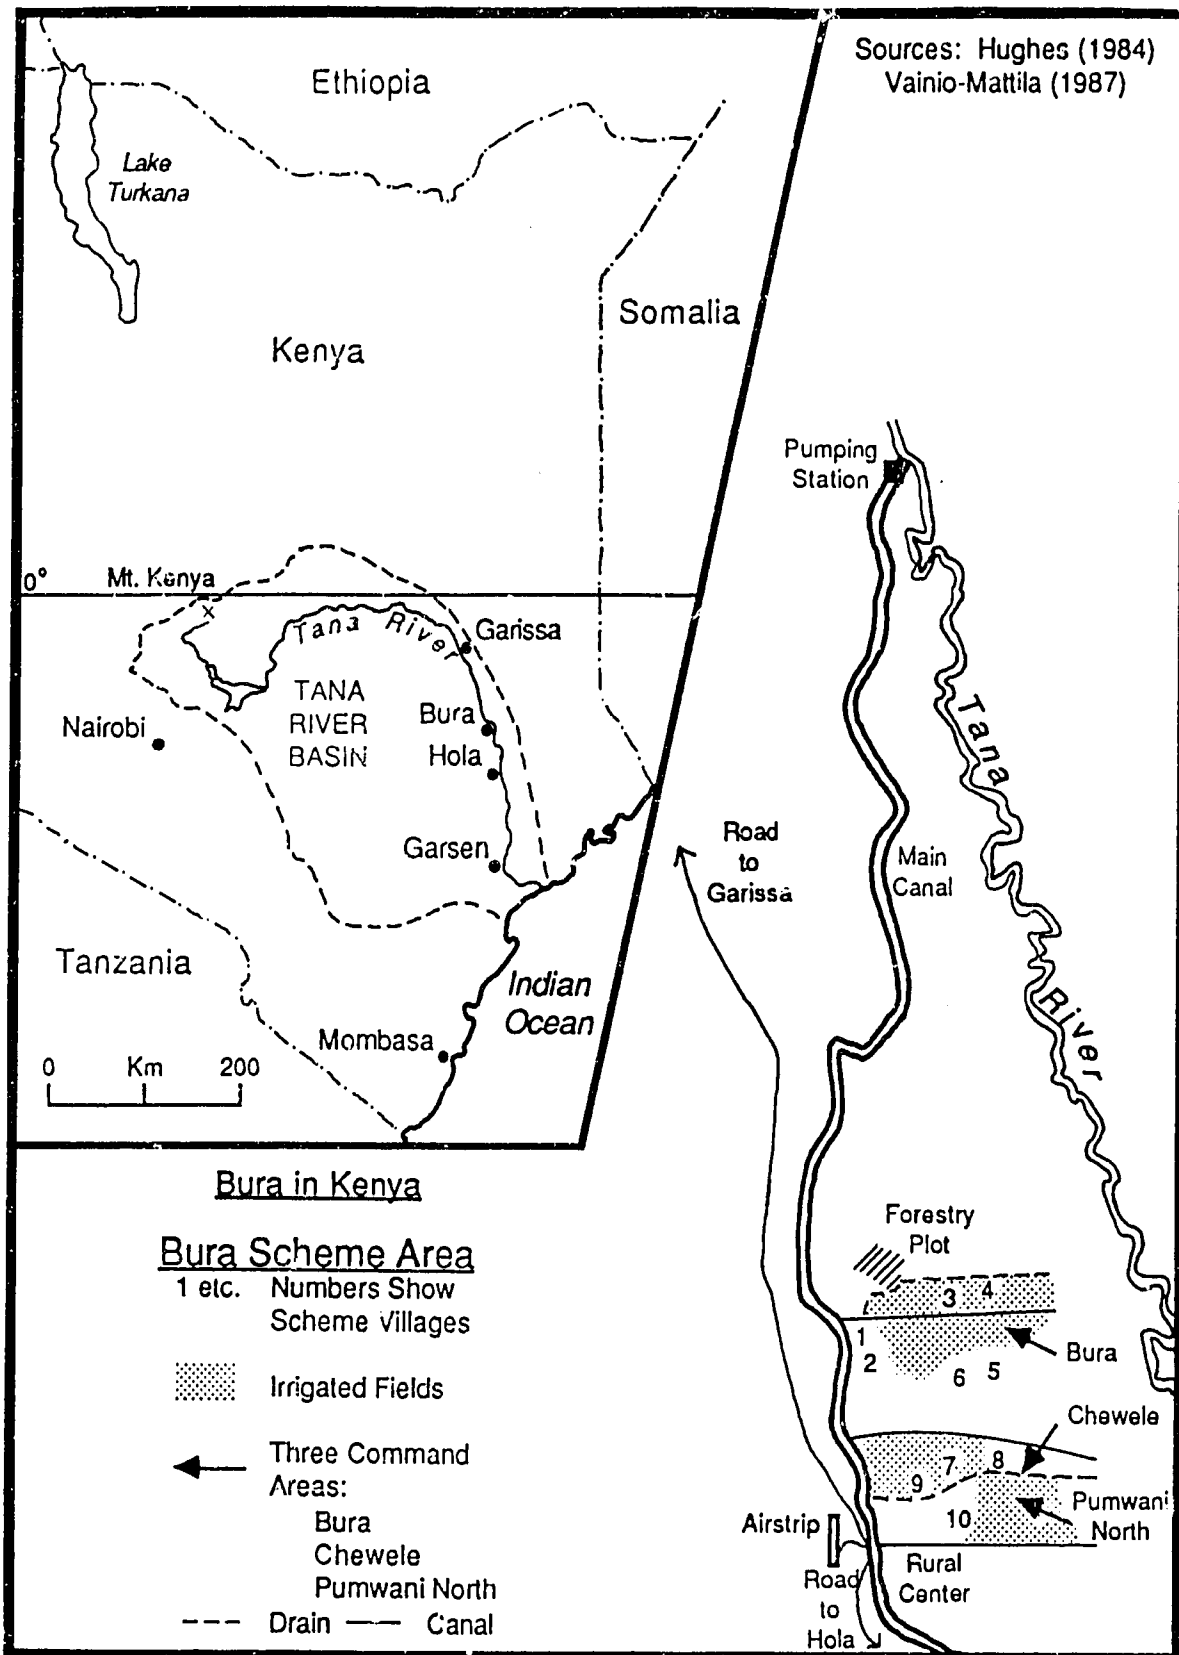 Sources: Hughes (1984)
Vainio-Mattila (1987)
Ethiopia
Lake
Turkana
Kenya
Somalia
0°
Mt. Kenya
Tana River
Garissa
TANA
RIVER
BASIN
Nairobi
Bura
Hola
Garsen
Tanzania
Indian
Ocean
Mombasa
0 Km 200
Pumping
Station
Tana
River
Road
to
Garissa
Main
Canal
Forestry
Plot
3 4
1
2
6 5
Bura
Chewele
7 8
9
10
Pumwani
North
Airstrip
Rural
Center
Road
to
Hola
Bura in Kenya
Bura Scheme Area
1 etc. Numbers Show
Scheme Villages
Irrigated Fields
Three Command
Areas:
Bura
Chewele
Pumwani North
Drain Canal